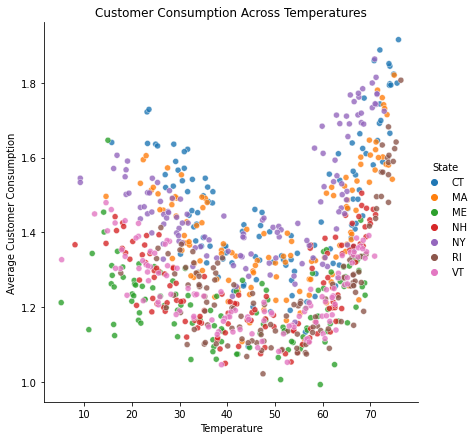 Customer Consumption Across Temperatures
Average Customer Consumption
1.8
1.6
1.4
1.2
1.0
10 20 30 40 50 60 70
Temperature
State
CT
MA
ME
NH
NY
RI
VT